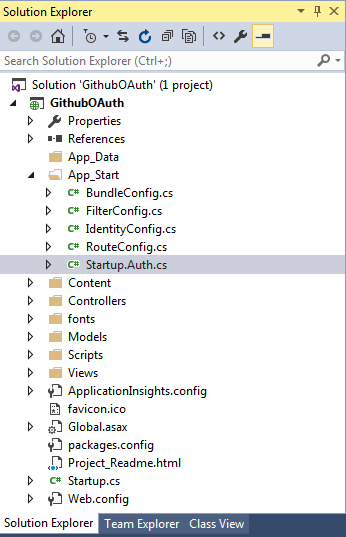 Solution Explorer
Search Solution Explorer (Ctrl+;)
Solution 'GithubOAuth' (1 project)
GithubOAuth
Properties
References
App_Data
App_Start
C# BundleConfig.cs
C# FilterConfig.cs
C# IdentityConfig.cs
C# RouteConfig.cs
C# Startup.Auth.cs
Content
Controllers
fonts
Models
Scripts
Views
ApplicationInsights.config
favicon.ico
Global.asax
packages.config
Project_Readme.html
C# Startup.cs
Web.config
Solution Explorer Team Explorer Class View